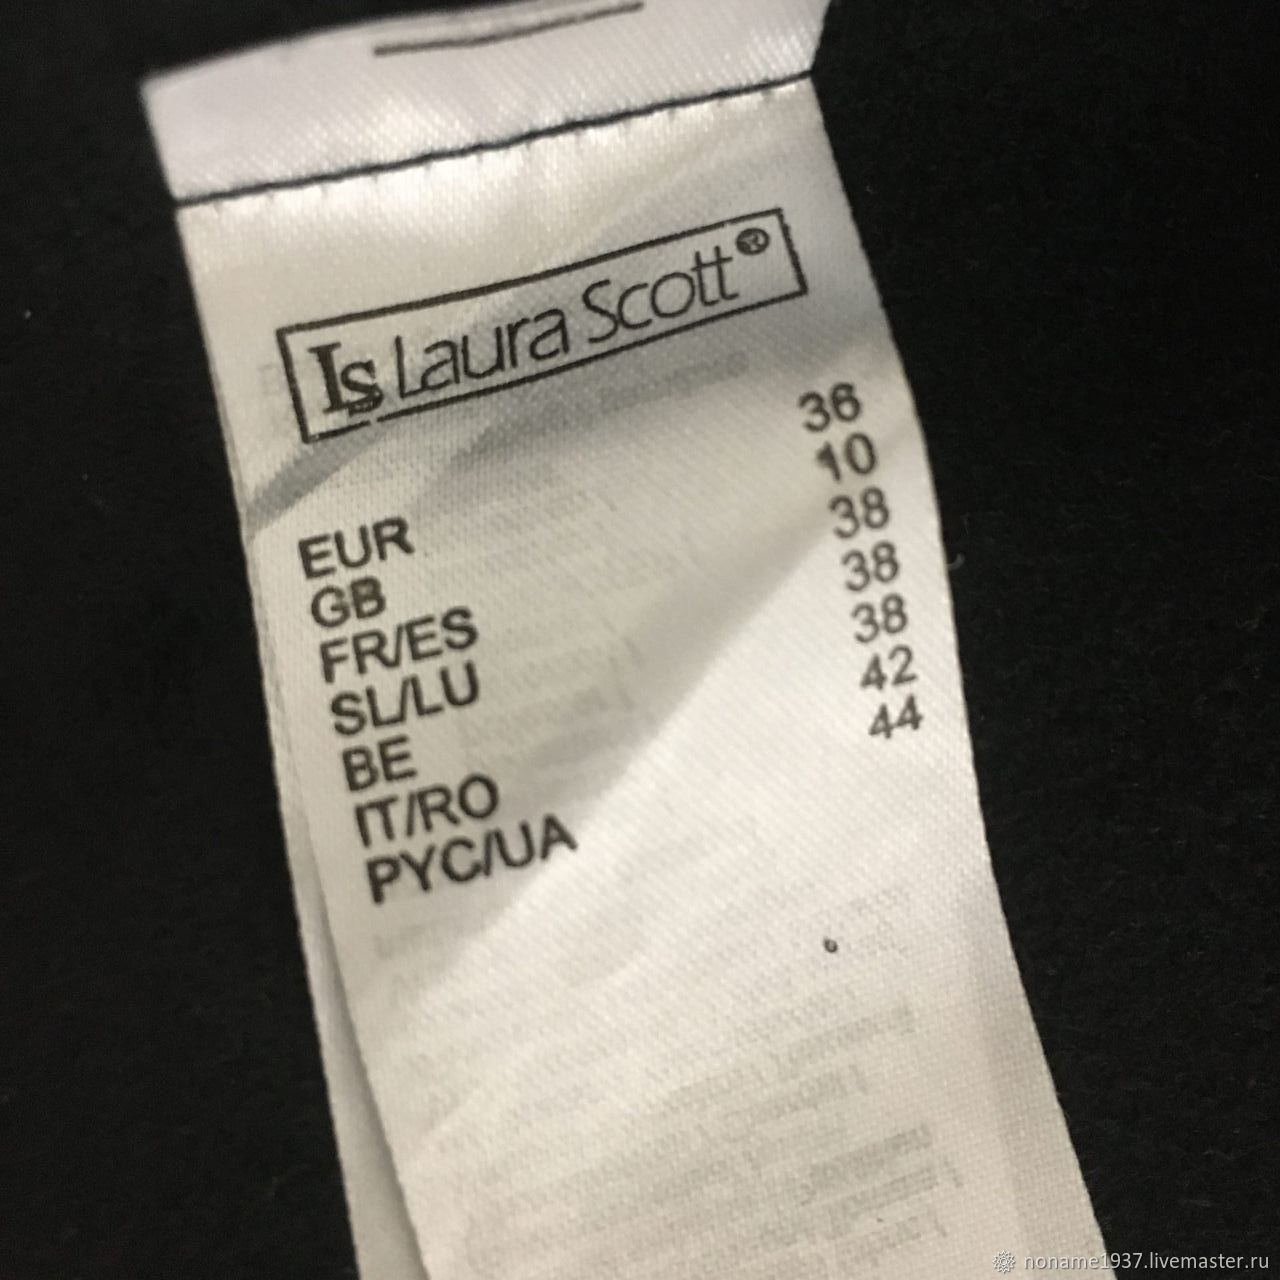 Ls Laura Scott®
EUR 36
GB 10
FR/ES 38
SL/LU 38
BE 38
IT/RO 42
РУС/UA 44
noname1937.livemaster.ru